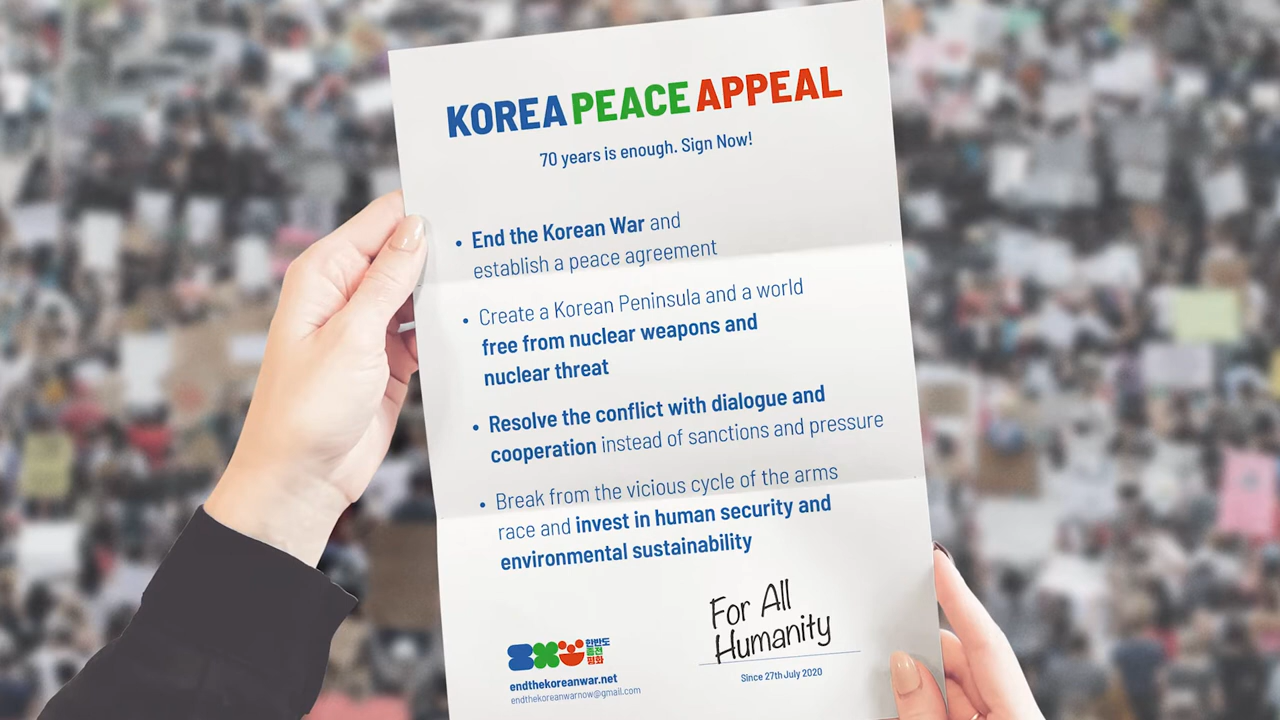 KOREA PEACE APPEAL
70 years is enough. Sign Now!
• End the Korean War and
establish a peace agreement
• Create a Korean Peninsula and a world
free from nuclear weapons and
nuclear threat
• Resolve the conflict with dialogue and
cooperation instead of sanctions and pressure
• Break from the vicious cycle of the arms
race and invest in human security and
environmental sustainability
For All
Humanity
Since 27th July 2020
한반도
종전
평화
endthekoreanwar.net
endthekoreanwarnow@gmail.com